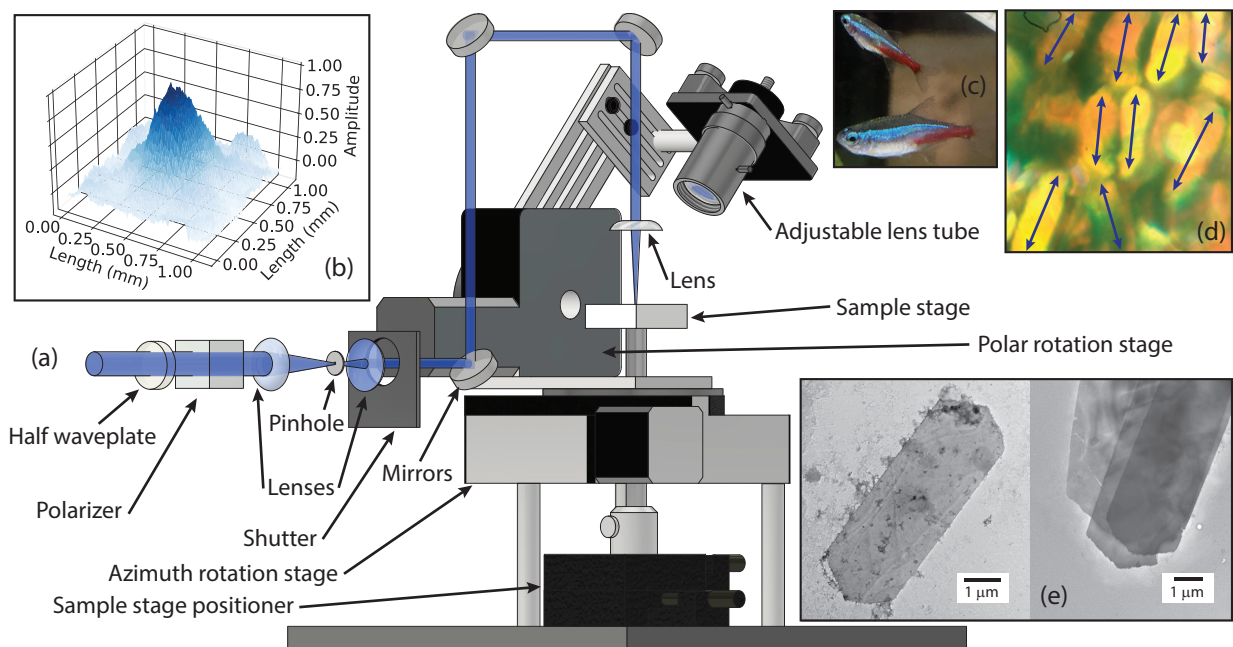 1.00
0.75
0.50
0.25
0.00
Amplitude
0.00
0.25
0.50
0.75
1.00
Length (mm)
0.00
0.25
0.50
0.75
1.00
Length (mm)
(b)
(c)
(d)
Adjustable lens tube
Lens
Sample stage
Polar rotation stage
(a)
Pinhole
Half waveplate
Mirrors
Lenses
Polarizer
Shutter
Azimuth rotation stage
Sample stage positioner
1 μm
(e)
1 μm